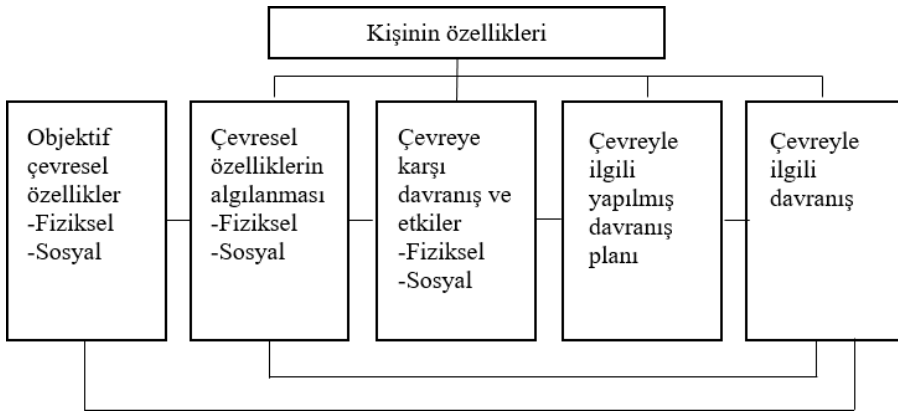 Kişinin özellikleri
Objektif
çevresel
özellikler
-Fiziksel
-Sosyal
Çevresel
özelliklerin
algılanması
-Fiziksel
-Sosyal
Çevreye
karşı
davranış ve
etkiler
-Fiziksel
-Sosyal
Çevreyle
ilgili
yapılmış
davranış
planı
Çevreyle
ilgili
davranış